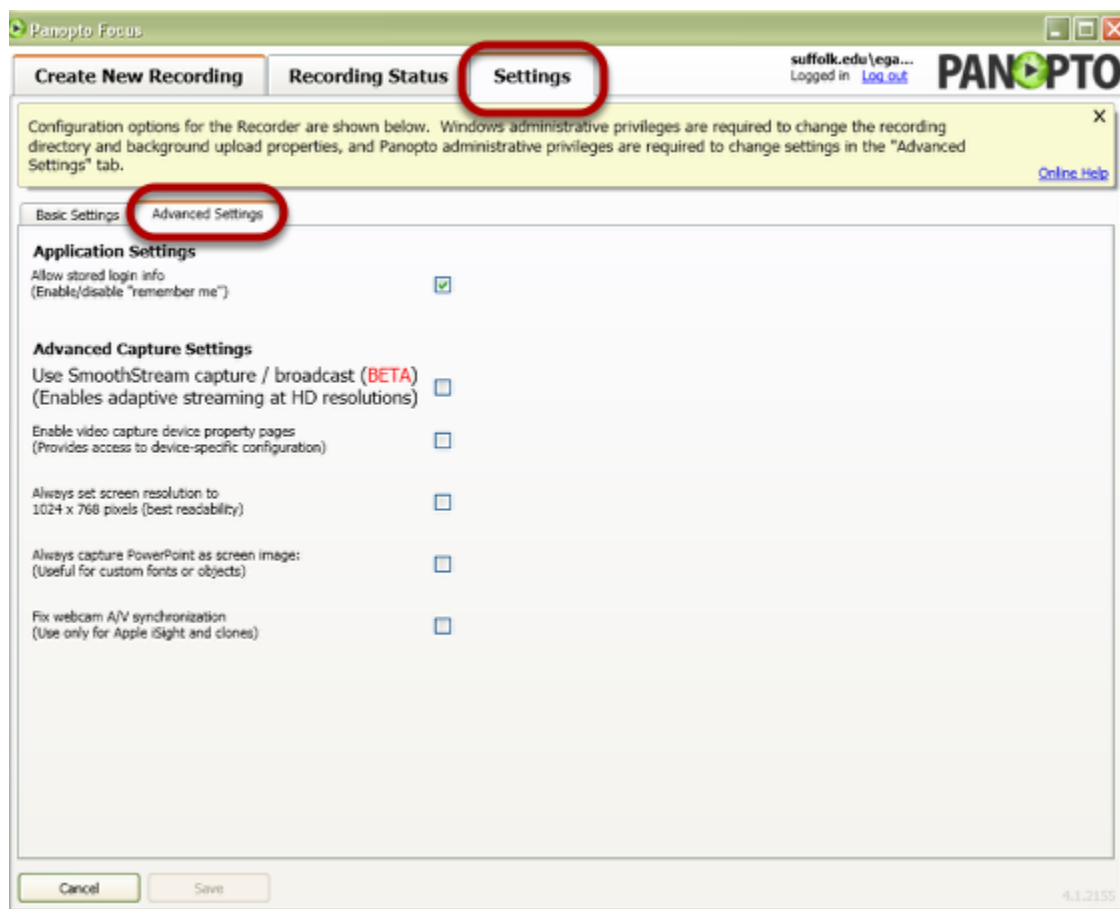 Panopto Focus
Create New Recording
Recording Status
Settings
suffolk.edu\ega...
Logged in Log out
PANOPTO
Configuration options for the Recorder are shown below. Windows administrative privileges are required to change the recording
directory and background upload properties, and Panopto administrative privileges are required to change settings in the "Advanced
Settings" tab.
X
Online Help
Basic Settings
Advanced Settings
Application Settings
Allow stored login info
(Enable/disable "remember me")
Advanced Capture Settings
Use SmoothStream capture / broadcast (BETA)
(Enables adaptive streaming at HD resolutions)
Enable video capture device property pages
(Provides access to device-specific configuration)
Always set screen resolution to
1024 x 768 pixels (best readability)
Always capture PowerPoint as screen image:
(Useful for custom fonts or objects)
Fix webcam A/V synchronization
(Use only for Apple iSight and clones)
Cancel
Save
4.1.2155